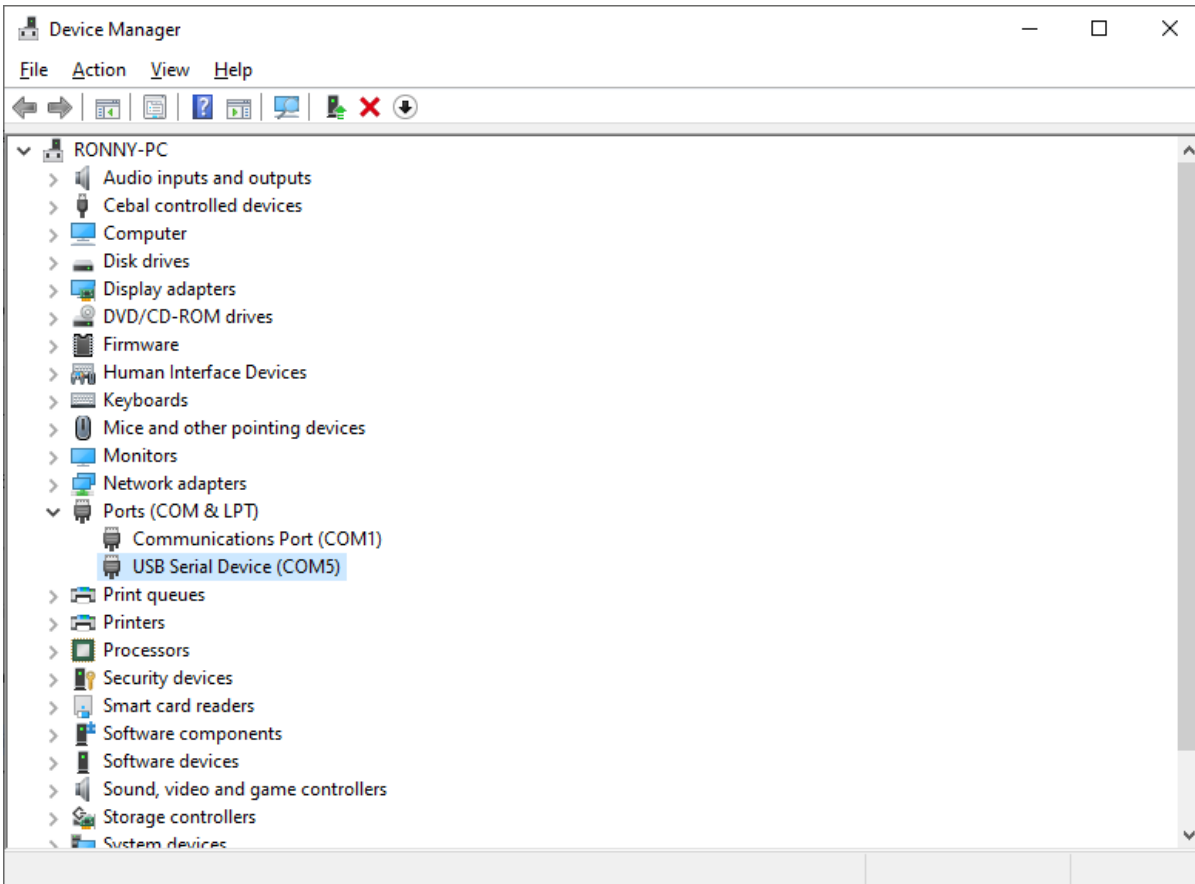 Device Manager
File Action View Help
RONNY-PC
Audio inputs and outputs
Cebal controlled devices
Computer
Disk drives
Display adapters
DVD/CD-ROM drives
Firmware
Human Interface Devices
Keyboards
Mice and other pointing devices
Monitors
Network adapters
Ports (COM & LPT)
Communications Port (COM1)
USB Serial Device (COM5)
Print queues
Printers
Processors
Security devices
Smart card readers
Software components
Software devices
Sound, video and game controllers
Storage controllers
System devices